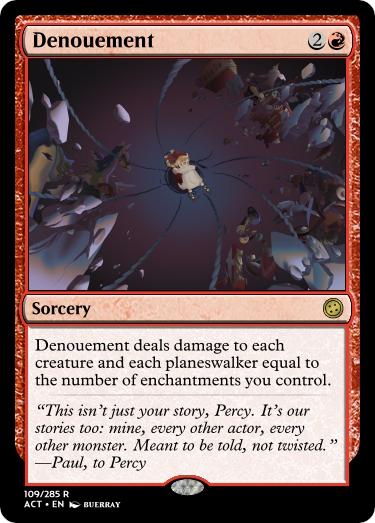 Denouement 2
Sorcery
Denouement deals damage to each
creature and each planeswalker equal to
the number of enchantments you control.
“This isn't just your story, Percy. It's our
stories too: mine, every other actor, every
other monster. Meant to be told, not twisted.”
—Paul, to Percy
109/285 R
ACT • EN BUERRAY